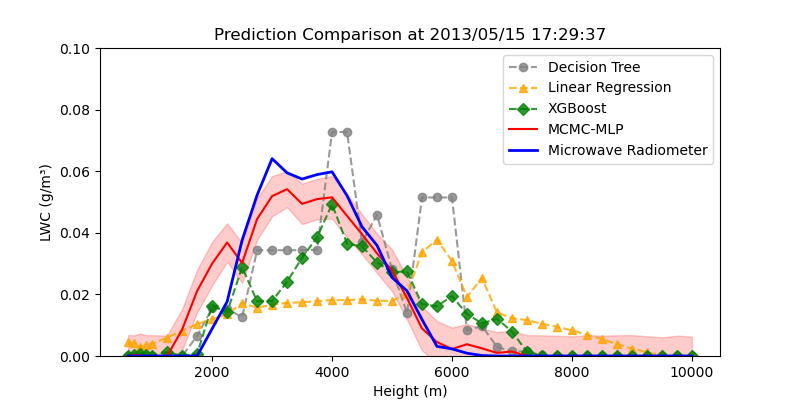 Prediction Comparison at 2013/05/15 17:29:37
0.10
0.08
0.06
0.04
0.02
0.00
LWC (g/m³)
Decision Tree
Linear Regression
XGBoost
MCMC-MLP
Microwave Radiometer
2000
4000
6000
8000
10000
Height (m)